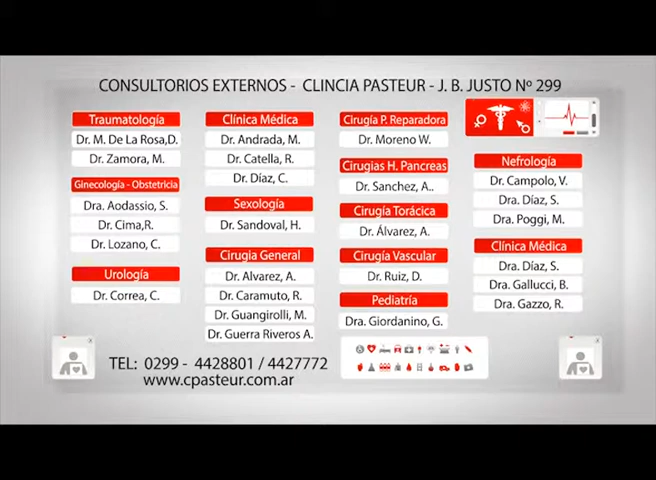 CONSULTORIOS EXTERNOS - CLINCIA PASTEUR - J. B. JUSTO Nº 299
Traumatología
Dr. M. De La Rosa,D.
Dr. Zamora, M.
Ginecología - Obstetricia
Dra. Aodassio, S.
Dr. Cima,R.
Dr. Lozano, C.
Urología
Dr. Correa, C.
Clínica Médica
Dr. Andrada, M.
Dr. Catella, R.
Dr. Díaz, C.
Sexología
Dr. Sandoval, H.
Cirugia General
Dr. Alvarez, A.
Dr. Caramuto, R.
Dr. Guangirolli, M.
Dr. Guerra Riveros A.
Cirugía P. Reparadora
Dr. Moreno W.
Cirugias H. Pancreas
Dr. Sanchez, A..
Cirugía Torácica
Dr. Álvarez, A.
Cirugía Vascular
Dr. Ruiz, D.
Pediatría
Dra. Giordanino, G.
Nefrología
Dr. Campolo, V.
Dra. Díaz, S.
Dra. Poggi, M.
Clínica Médica
Dra. Díaz, S.
Dra. Gallucci, B.
Dra. Gazzo, R.
TEL: 0299 - 4428801 / 4427772
www.cpasteur.com.ar